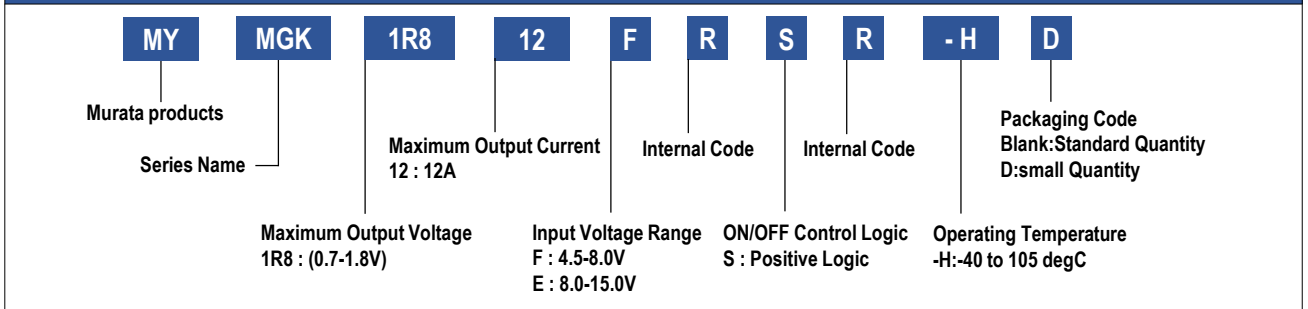 MY MGK 1R8 12 F R S R - H D
Murata products
Series Name
Maximum Output Voltage
1R8 : (0.7-1.8V)
Maximum Output Current
12 : 12A
Input Voltage Range
F : 4.5-8.0V
E : 8.0-15.0V
Internal Code
ON/OFF Control Logic
S : Positive Logic
Internal Code
Operating Temperature
-H:-40 to 105 degC
Packaging Code
Blank:Standard Quantity
D:small Quantity